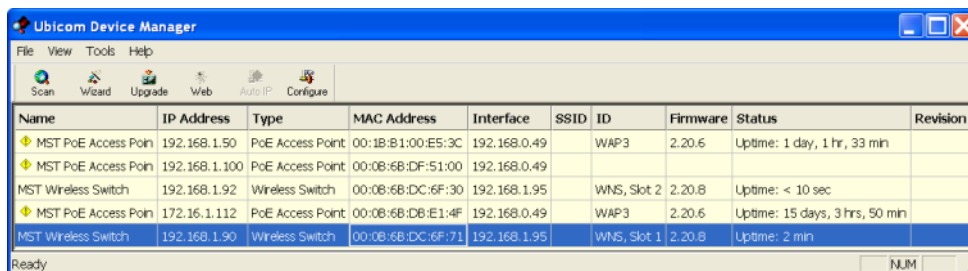 Ubicom Device Manager
File View Tools Help
Scan Wizard Upgrade Web Auto IP Configure
Name IP Address Type MAC Address Interface SSID ID Firmware Status Revision
MST PoE Access Poin 192.168.1.50 PoE Access Point 00:1B:B1:00:E5:3C 192.168.0.49 WAP3 2.20.6 Uptime: 1 day, 1 hr, 33 min
MST PoE Access Poin 192.168.1.100 PoE Access Point 00:0B:6B:DF:51:00 192.168.0.49
MST Wireless Switch 192.168.1.92 Wireless Switch 00:0B:6B:DC:6F:30 192.168.1.95 WNS, Slot 2 2.20.8 Uptime: < 10 sec
MST PoE Access Poin 172.16.1.112 PoE Access Point 00:0B:6B:DB:E1:4F 192.168.0.49 WAP3 2.20.6 Uptime: 15 days, 3 hrs, 50 min
MST Wireless Switch 192.168.1.90 Wireless Switch 00:0B:6B:DC:6F:71 192.168.1.95 WNS, Slot 1 2.20.8 Uptime: 2 min
Ready NUM